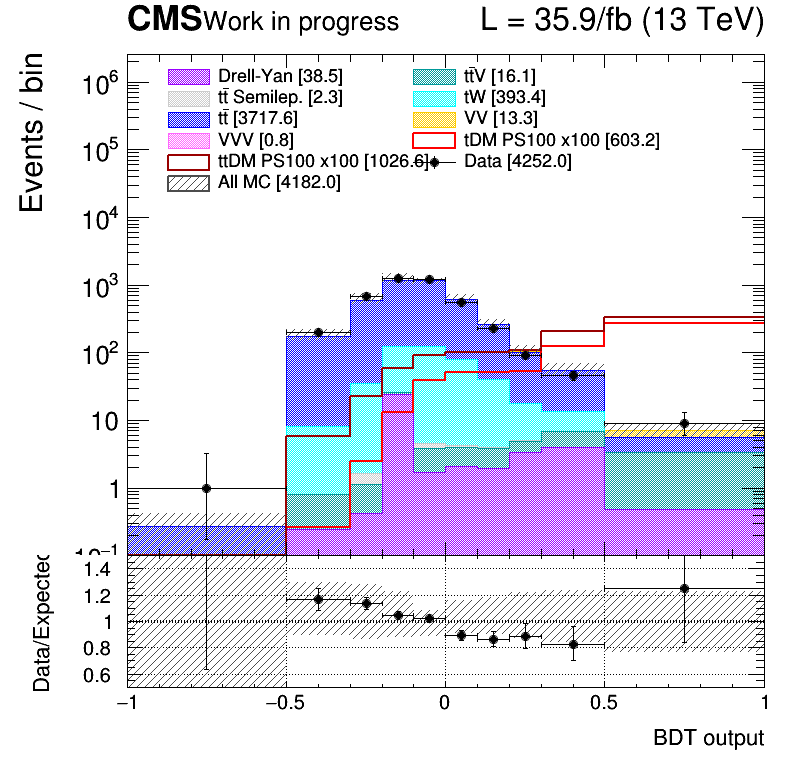 CMS Work in progress L = 35.9/fb (13 TeV)
Events / bin
10⁶
10⁵
10⁴
10³
10²
10
1
10⁻¹
Drell-Yan [38.5]
tt̄V [16.1]
tt̄ Semilep. [2.3]
tW [393.4]
tt̄ [3717.6]
VV [13.3]
VVV [0.8]
tDM PS100 x100 [603.2]
ttDM PS100 x100 [1026.6]
Data [4252.0]
All MC [4182.0]
Data/Expected
1.4
1.2
1
0.8
0.6
−1 −0.5 0 0.5 1
BDT output